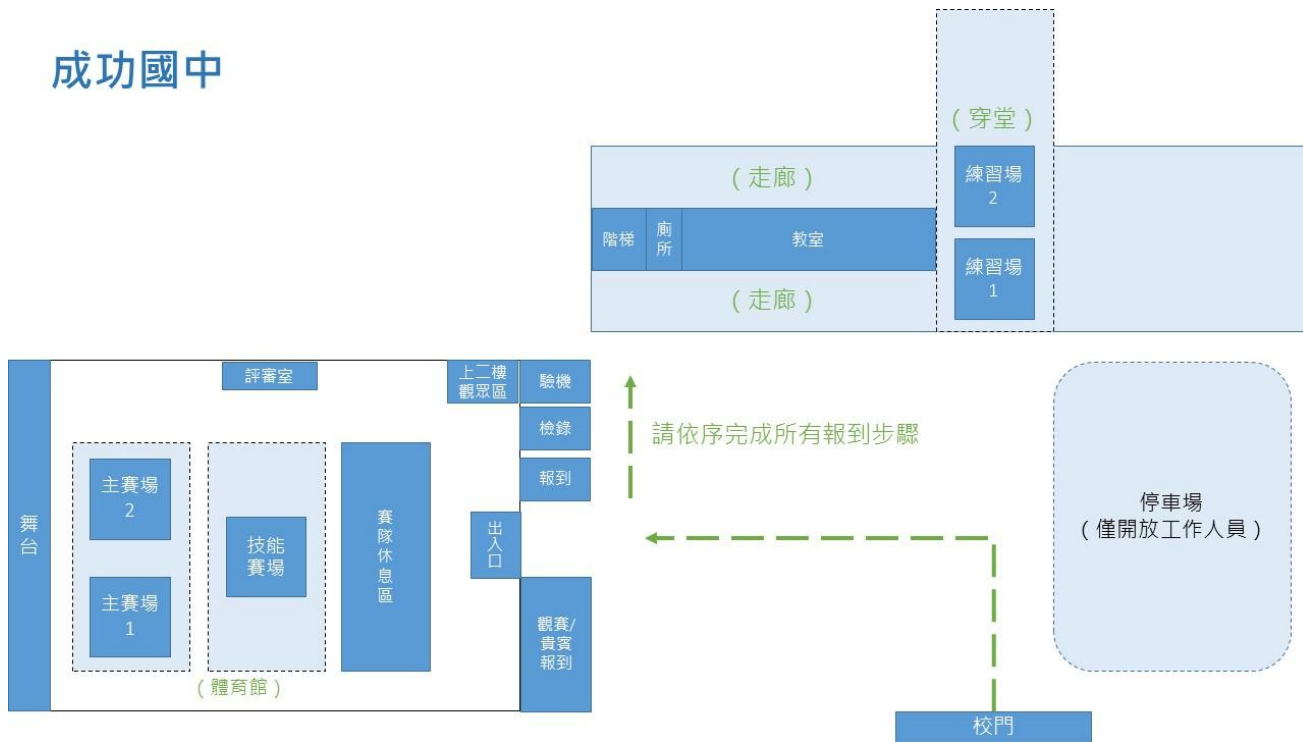 成功國中
(穿堂)
練習場
2
(走廊)
階梯
廁
所
教室
練習場
1
(走廊)
評審室
上二樓
觀眾區
驗機
檢錄
報到
請依序完成所有報到步驟
主賽場
2
主賽場
1
技能
賽場
賽
隊
休
息
區
舞
台
出
入
口
觀賽/
貴賓
報到
(體育館)
停車場
(僅開放工作人員)
校門